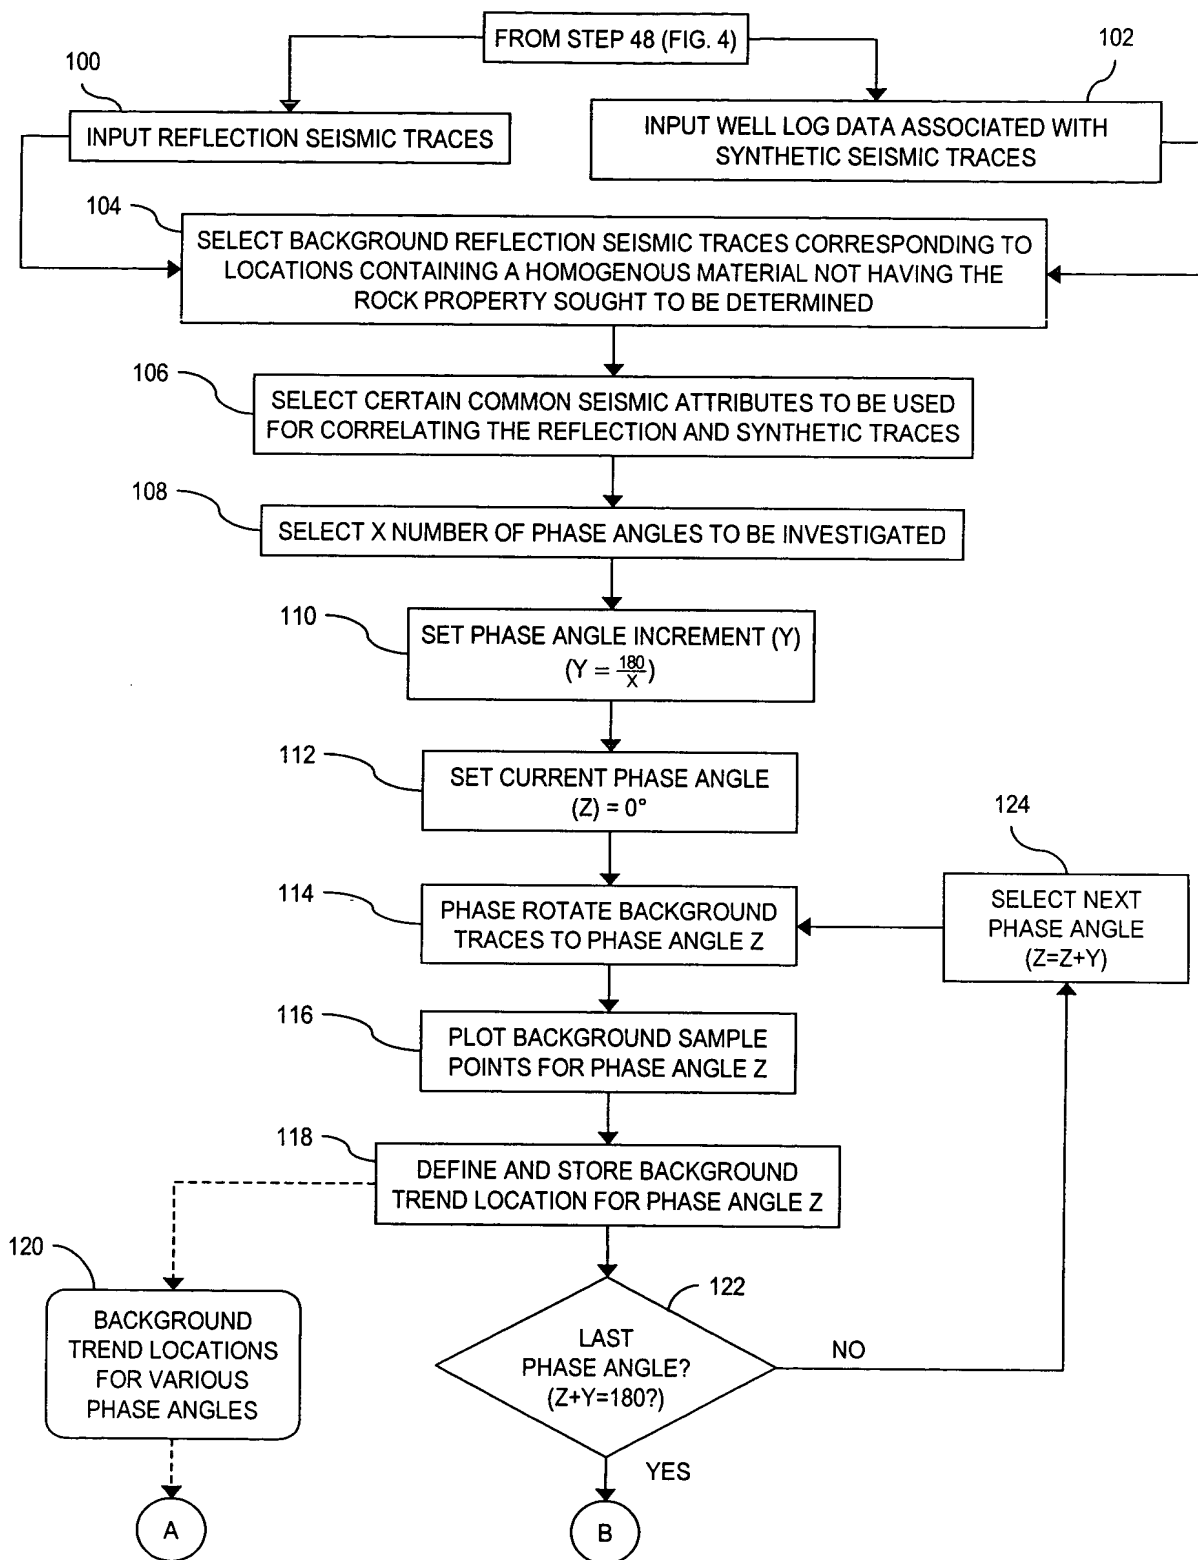 FROM STEP 48 (FIG. 4)
100
102
INPUT REFLECTION SEISMIC TRACES
INPUT WELL LOG DATA ASSOCIATED WITH
SYNTHETIC SEISMIC TRACES
104
SELECT BACKGROUND REFLECTION SEISMIC TRACES CORRESPONDING TO
LOCATIONS CONTAINING A HOMOGENOUS MATERIAL NOT HAVING THE
ROCK PROPERTY SOUGHT TO BE DETERMINED
106
SELECT CERTAIN COMMON SEISMIC ATTRIBUTES TO BE USED
FOR CORRELATING THE REFLECTION AND SYNTHETIC TRACES
108
SELECT X NUMBER OF PHASE ANGLES TO BE INVESTIGATED
110
SET PHASE ANGLE INCREMENT (Y)
(Y = 180/X)
112
SET CURRENT PHASE ANGLE
(Z) = 0°
124
SELECT NEXT
PHASE ANGLE
(Z=Z+Y)
114
PHASE ROTATE BACKGROUND
TRACES TO PHASE ANGLE Z
116
PLOT BACKGROUND SAMPLE
POINTS FOR PHASE ANGLE Z
118
DEFINE AND STORE BACKGROUND
TREND LOCATION FOR PHASE ANGLE Z
120
BACKGROUND
TREND LOCATIONS
FOR VARIOUS
PHASE ANGLES
122
LAST
PHASE ANGLE?
(Z+Y=180?)
NO
YES
A
B